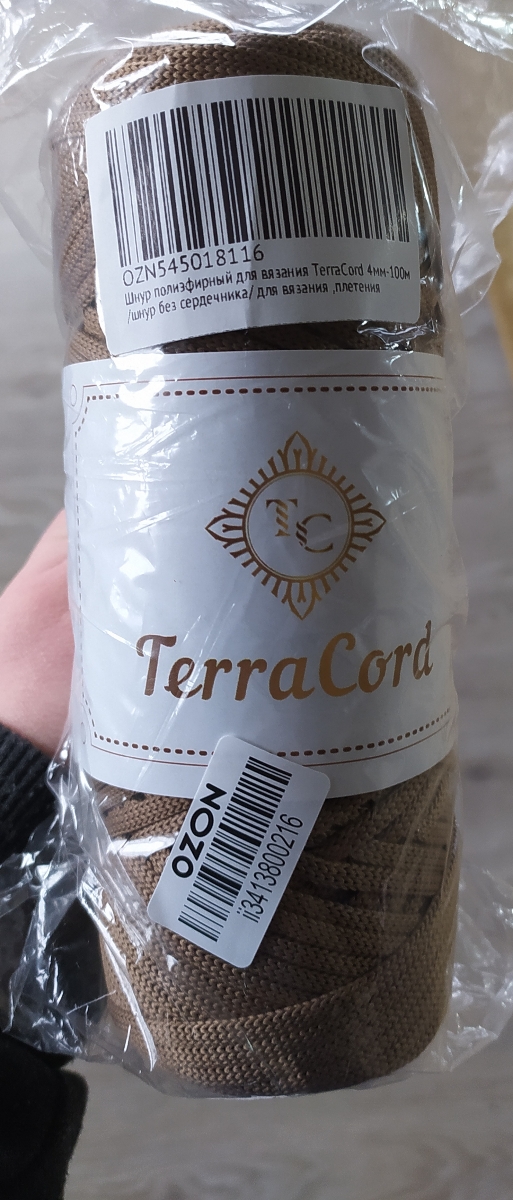 OZN545018116
Шнур полиэфирный для вязания TerraCord 4мм-100м
/шнур без сердечника/ для вязания ,плетения
TC
TerraCord
OZON
ii3413800216